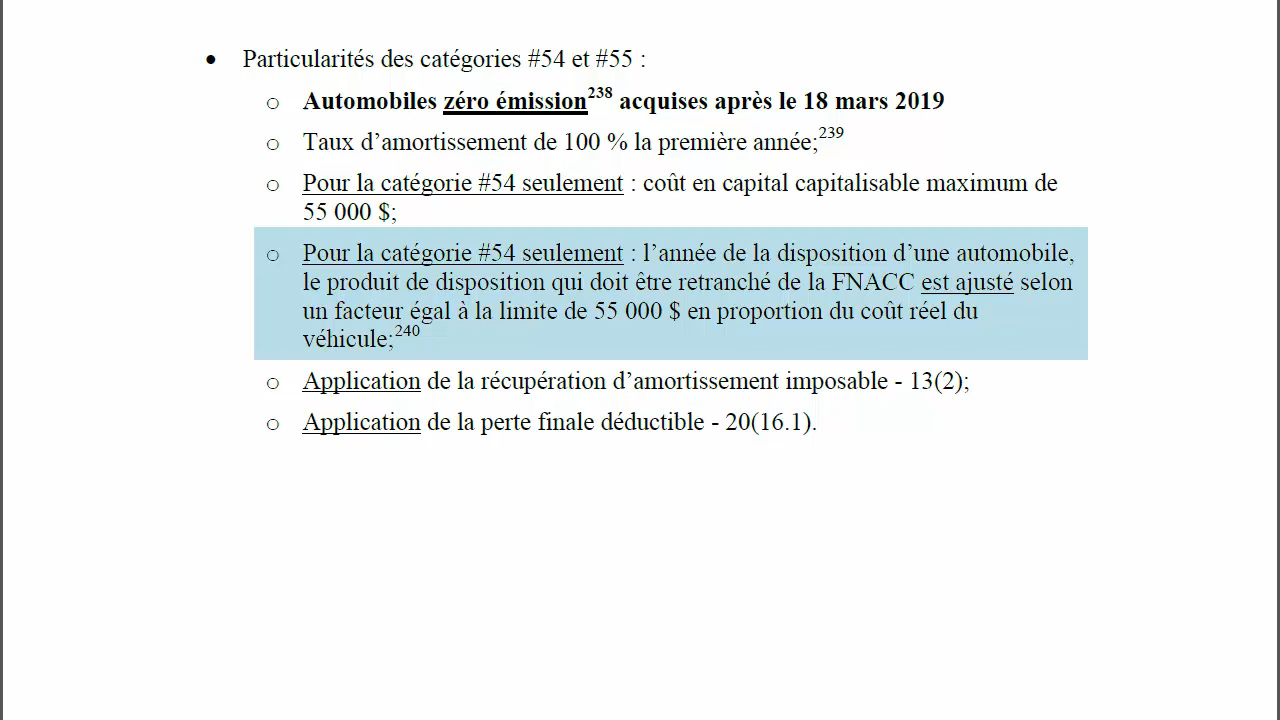 • Particularités des catégories #54 et #55 :
o Automobiles zéro émission238 acquises après le 18 mars 2019
o Taux d’amortissement de 100 % la première année;239
o Pour la catégorie #54 seulement : coût en capital capitalisable maximum de
55 000 $;
o Pour la catégorie #54 seulement : l’année de la disposition d’une automobile,
le produit de disposition qui doit être retranché de la FNACC est ajusté selon
un facteur égal à la limite de 55 000 $ en proportion du coût réel du
véhicule;240
o Application de la récupération d’amortissement imposable - 13(2);
o Application de la perte finale déductible - 20(16.1).